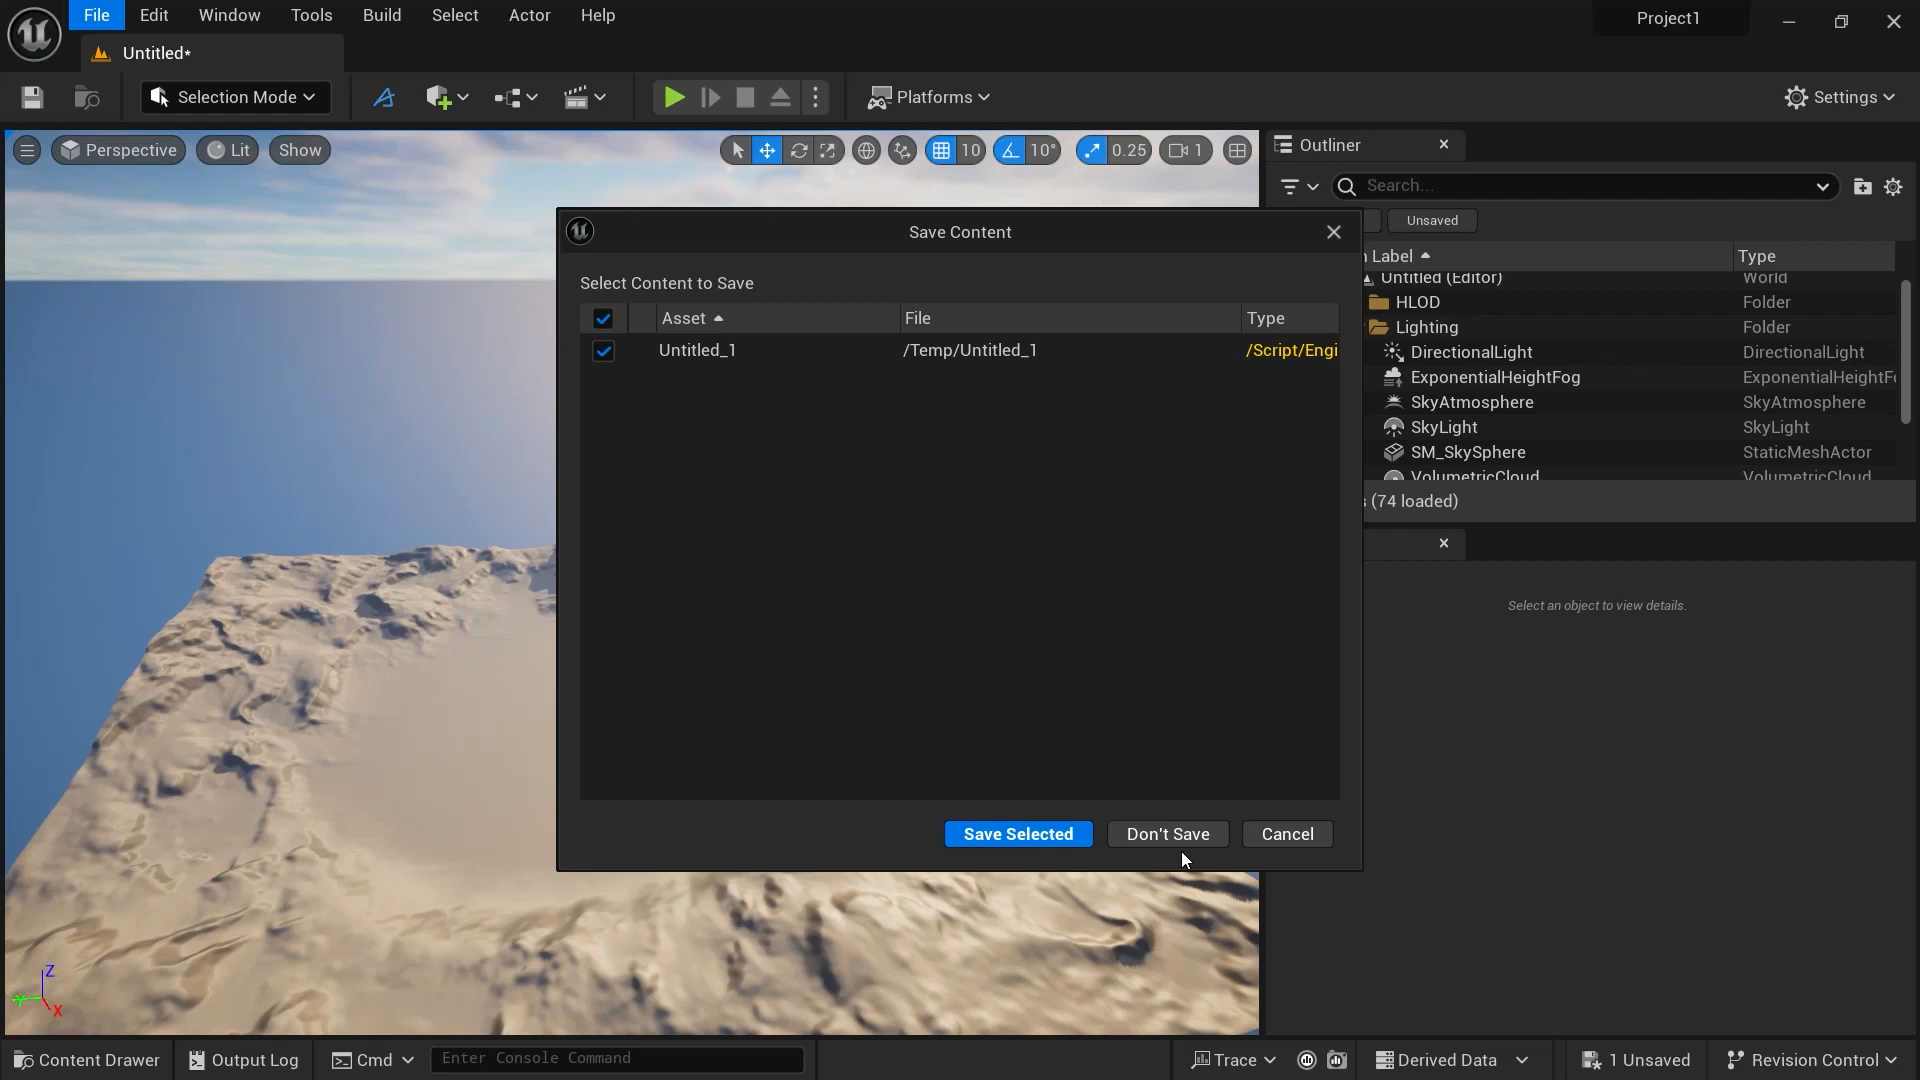 File Edit Window Tools Build Select Actor Help
Project1
Untitled*
Selection Mode
Platforms
Settings
Perspective Lit Show
10 10° 0.25 1
Outliner
Search...
Unsaved
Label Type
Untitled (Editor) World
HLOD Folder
Lighting Folder
DirectionalLight DirectionalLight
ExponentialHeightFog ExponentialHeightF
SkyAtmosphere SkyAtmosphere
SkyLight SkyLight
SM_SkySphere StaticMeshActor
VolumetricCloud VolumetricCloud
(74 loaded)
Select an object to view details.
Save Content
Select Content to Save
Asset File Type
Untitled_1 /Temp/Untitled_1 /Script/Engi
Save Selected Don't Save Cancel
Z
Y
X
Content Drawer Output Log Cmd Enter Console Command
Trace Derived Data 1 Unsaved Revision Control